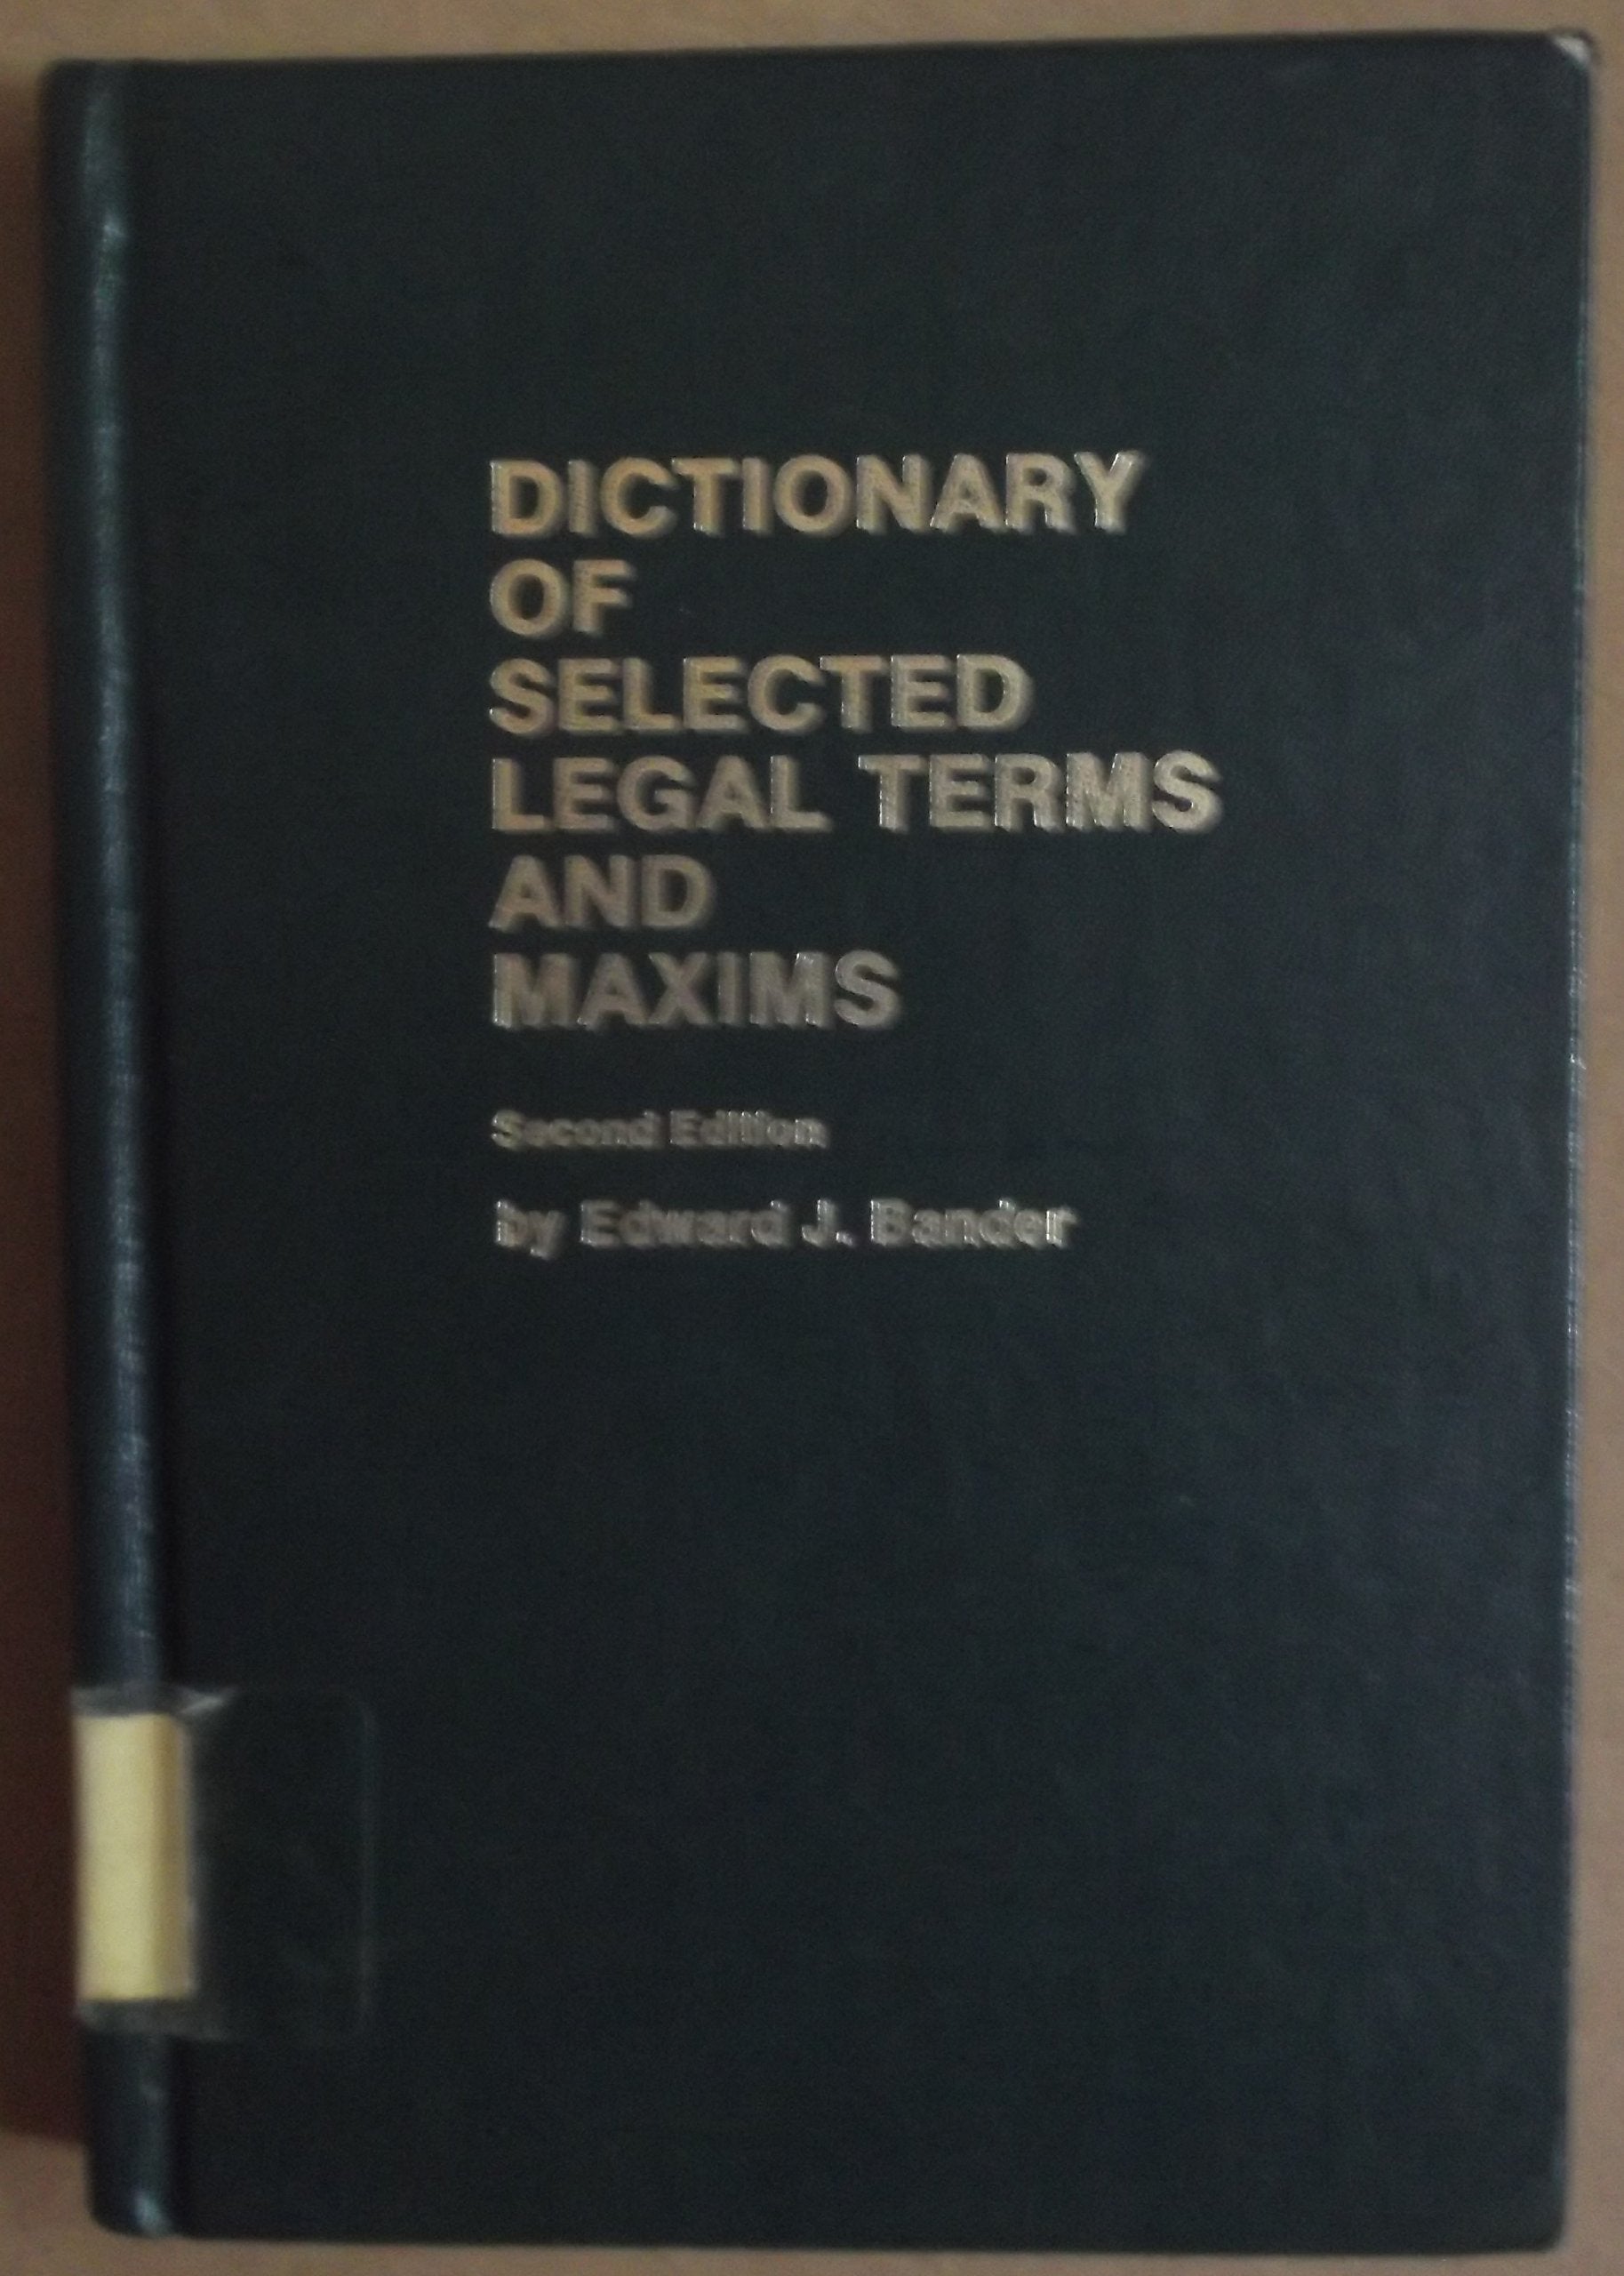 DICTIONARY
OF
SELECTED
LEGAL TERMS
AND
MAXIMS
Second Edition
by Edward J. Bander